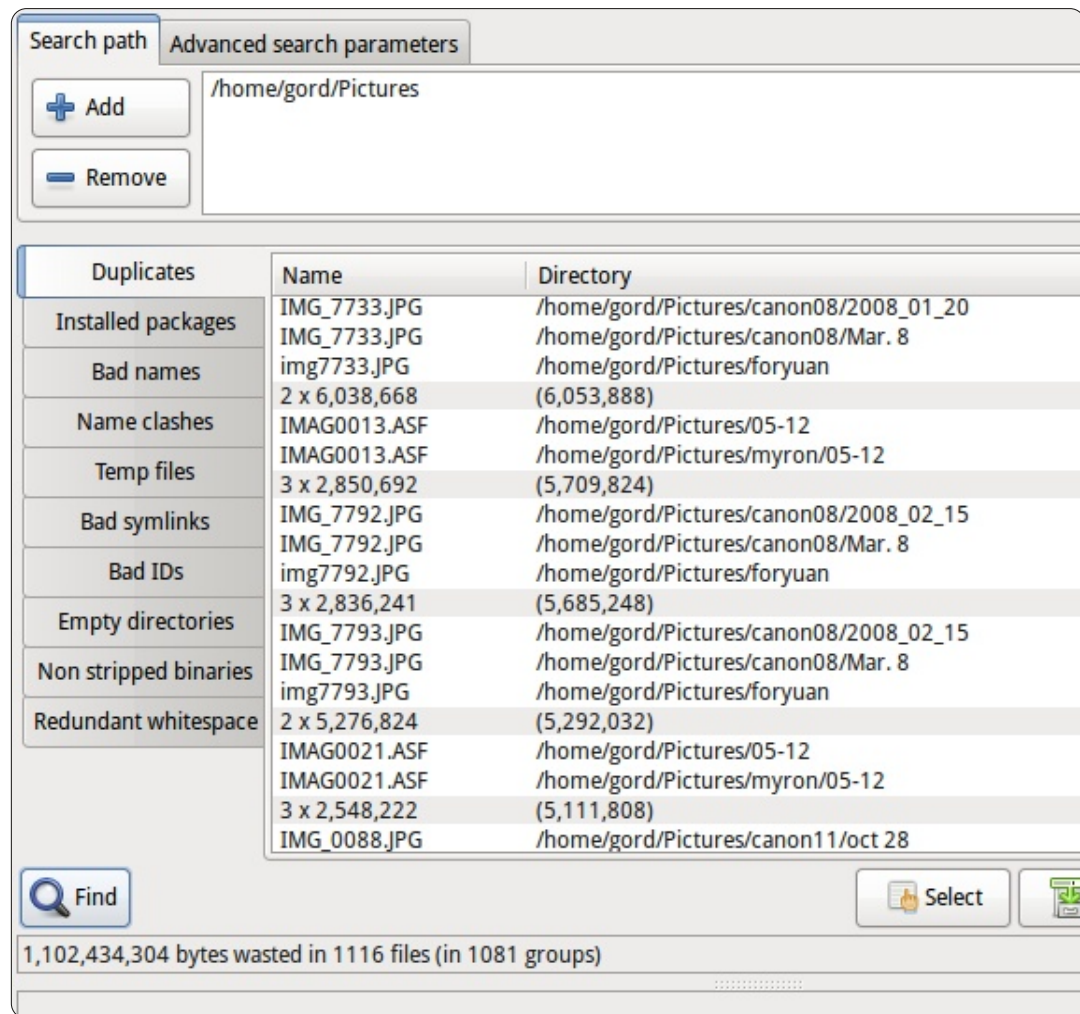 Search path Advanced search parameters
Add
/home/gord/Pictures
Remove
Duplicates
Installed packages
Bad names
Name clashes
Temp files
Bad symlinks
Bad IDs
Empty directories
Non stripped binaries
Redundant whitespace
Name Directory
IMG_7733.JPG /home/gord/Pictures/canon08/2008_01_20
IMG_7733.JPG /home/gord/Pictures/canon08/Mar. 8
img7733.JPG /home/gord/Pictures/foryuan
2 x 6,038,668 (6,053,888)
IMAG0013.ASF /home/gord/Pictures/05-12
IMAG0013.ASF /home/gord/Pictures/myron/05-12
3 x 2,850,692 (5,709,824)
IMG_7792.JPG /home/gord/Pictures/canon08/2008_02_15
IMG_7792.JPG /home/gord/Pictures/canon08/Mar. 8
img7792.JPG /home/gord/Pictures/foryuan
3 x 2,836,241 (5,685,248)
IMG_7793.JPG /home/gord/Pictures/canon08/2008_02_15
IMG_7793.JPG /home/gord/Pictures/canon08/Mar. 8
img7793.JPG /home/gord/Pictures/foryuan
2 x 5,276,824 (5,292,032)
IMAG0021.ASF /home/gord/Pictures/05-12
IMAG0021.ASF /home/gord/Pictures/myron/05-12
3 x 2,548,222 (5,111,808)
IMG_0088.JPG /home/gord/Pictures/canon11/oct 28
Find
Select
1,102,434,304 bytes wasted in 1116 files (in 1081 groups)